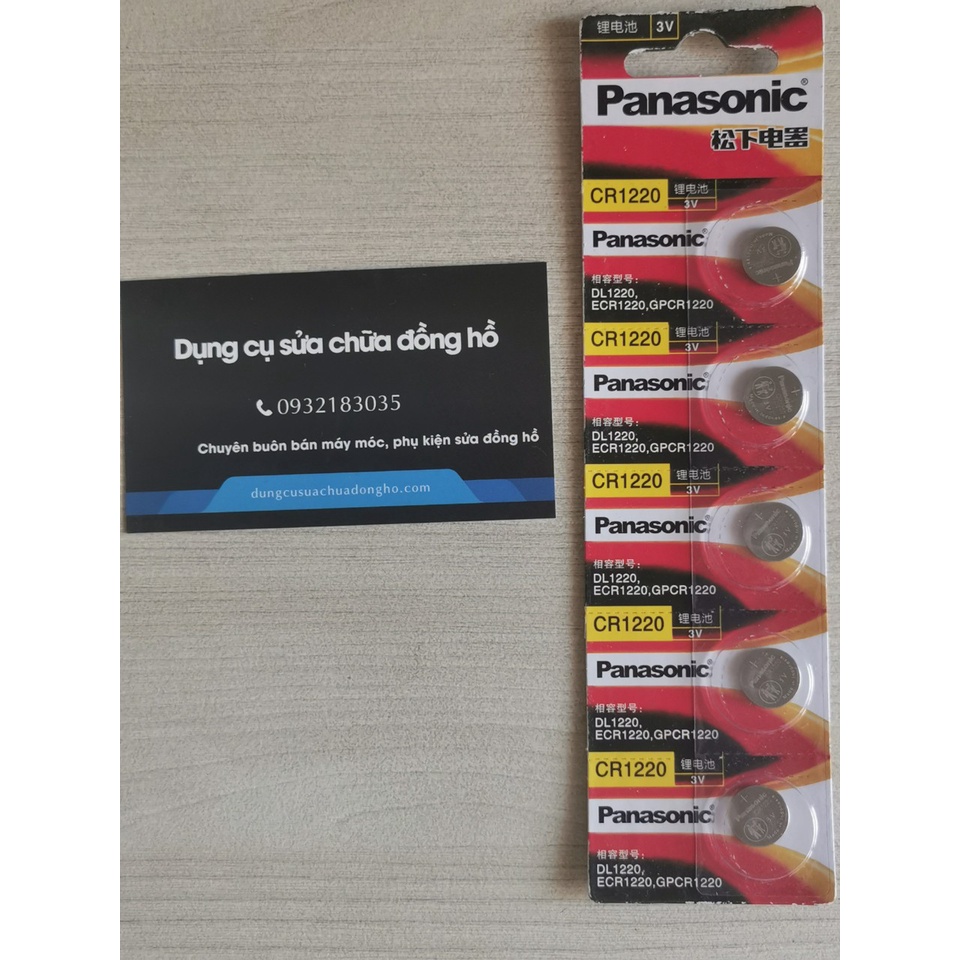 Dụng cụ sửa chữa đồng hồ
0932183035
Chuyên buôn bán máy móc, phụ kiện sửa đồng hồ
dungcusuachuadongho.com
锂电池 3V
Panasonic®
松下电器
CR1220 锂电池
3V
Panasonic
相容型号:
DL1220,
ECR1220,GPCR1220
Panasonic
CR1220 锂电池
3V
Panasonic
相容型号:
DL1220,
ECR1220,GPCR1220
CR1220 锂电池
3V
Panasonic
相容型号:
DL1220,
ECR1220,GPCR1220
CR1220 锂电池
3V
Panasonic
相容型号:
DL1220,
ECR1220,GPCR1220
CR1220 锂电池
3V
Panasonic
相容型号:
DL1220,
ECR1220,GPCR1220